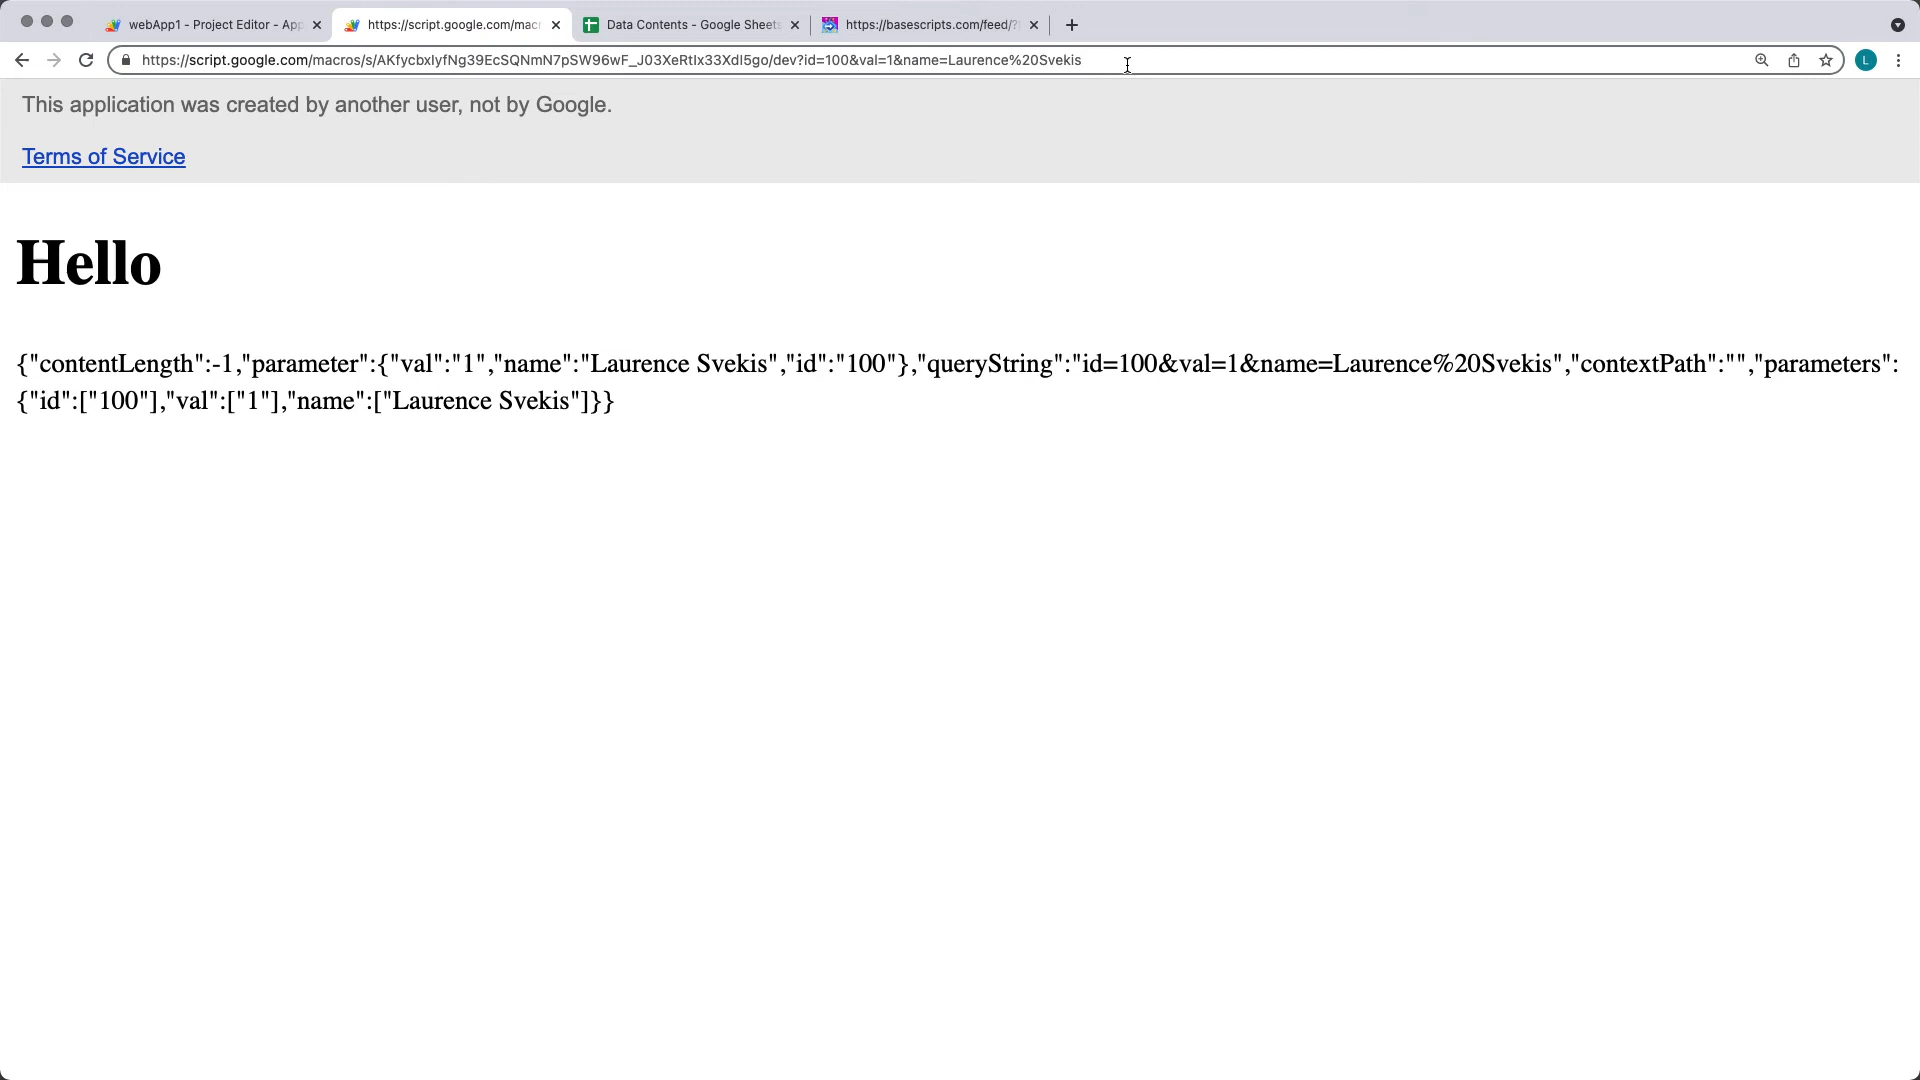 webApp1 - Project Editor - App
https://script.google.com/mac
Data Contents - Google Sheets
https://basescripts.com/feed/?
https://script.google.com/macros/s/AKfycbxlyfNg39EcSQNmN7pSW96wF_J03XeRtIx33XdI5go/dev?id=100&val=1&name=Laurence%20Svekis
L
This application was created by another user, not by Google.
Terms of Service
Hello
{"contentLength":-1,"parameter":{"val":"1","name":"Laurence Svekis","id":"100"},"queryString":"id=100&val=1&name=Laurence%20Svekis","contextPath":"","parameters":
{"id":["100"],"val":["1"],"name":["Laurence Svekis"]}}